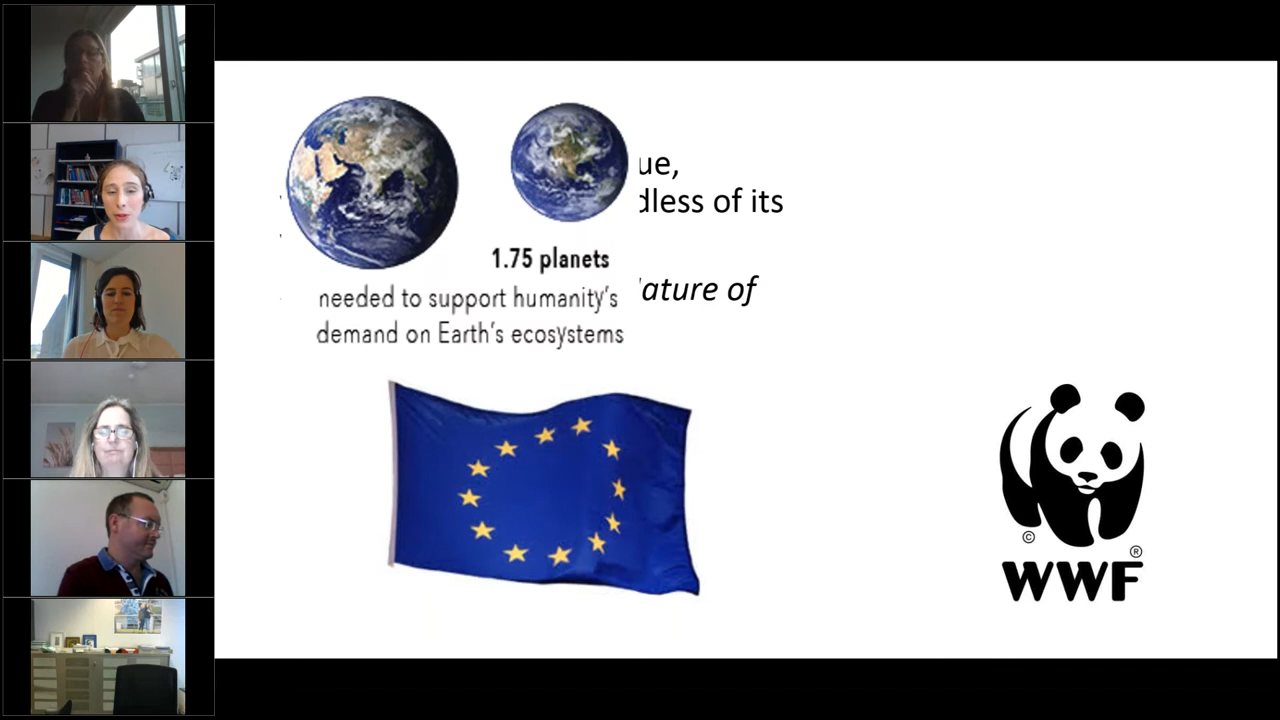 ue,
dless of its
1.75 planets
ature of
needed to support humanity's
demand on Earth's ecosystems
©
®
WWF